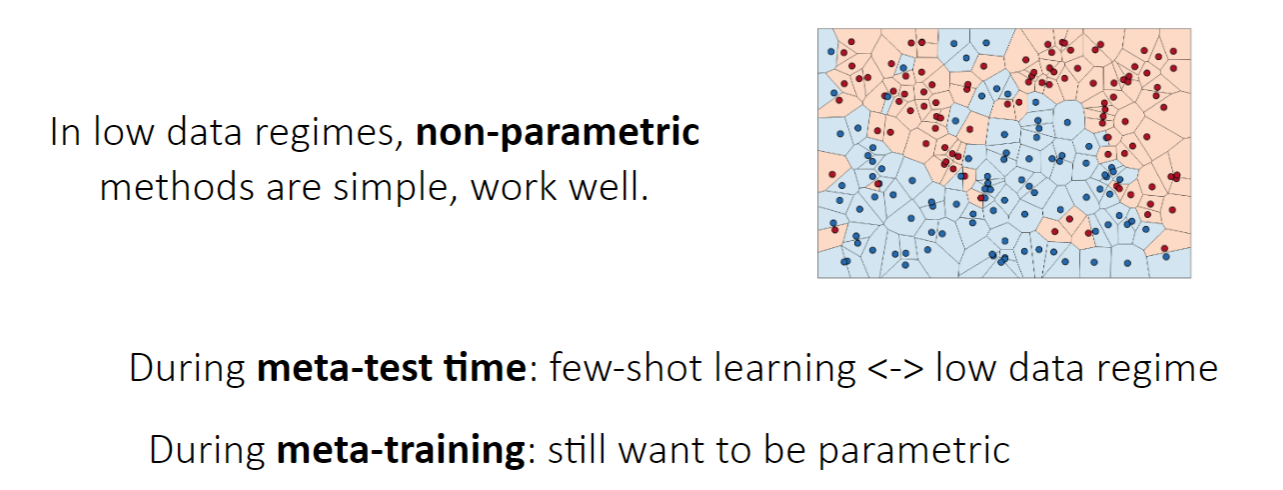 In low data regimes, non-parametric
methods are simple, work well.
During meta-test time: few-shot learning <-> low data regime
During meta-training: still want to be parametric